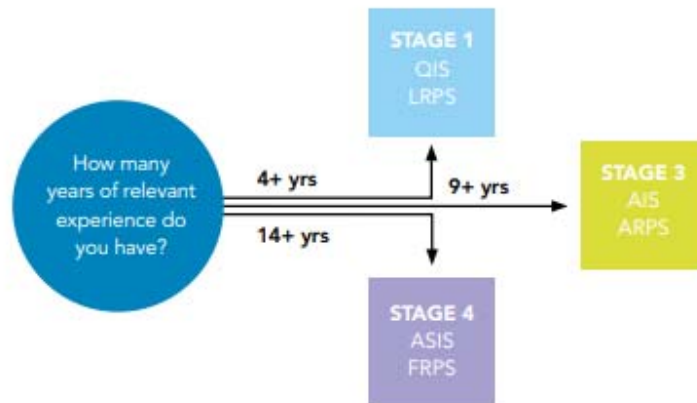 STAGE 1
QIS
LRPS
How many
years of relevant
experience do
you have?
4+ yrs
9+ yrs
14+ yrs
STAGE 3
AIS
ARPS
STAGE 4
ASIS
FRPS